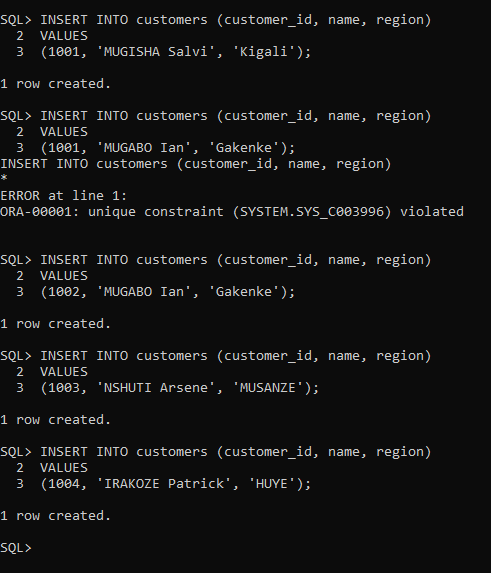 SQL> INSERT INTO customers (customer_id, name, region)
  2  VALUES
  3  (1001, 'MUGISHA Salvi', 'Kigali');
1 row created.
SQL> INSERT INTO customers (customer_id, name, region)
  2  VALUES
  3  (1001, 'MUGABO Ian', 'Gakenke');
INSERT INTO customers (customer_id, name, region)
*
ERROR at line 1:
ORA-00001: unique constraint (SYSTEM.SYS_C003996) violated
SQL> INSERT INTO customers (customer_id, name, region)
  2  VALUES
  3  (1002, 'MUGABO Ian', 'Gakenke');
1 row created.
SQL> INSERT INTO customers (customer_id, name, region)
  2  VALUES
  3  (1003, 'NSHUTI Arsene', 'MUSANZE');
1 row created.
SQL> INSERT INTO customers (customer_id, name, region)
  2  VALUES
  3  (1004, 'IRAKOZE Patrick', 'HUYE');
1 row created.
SQL>